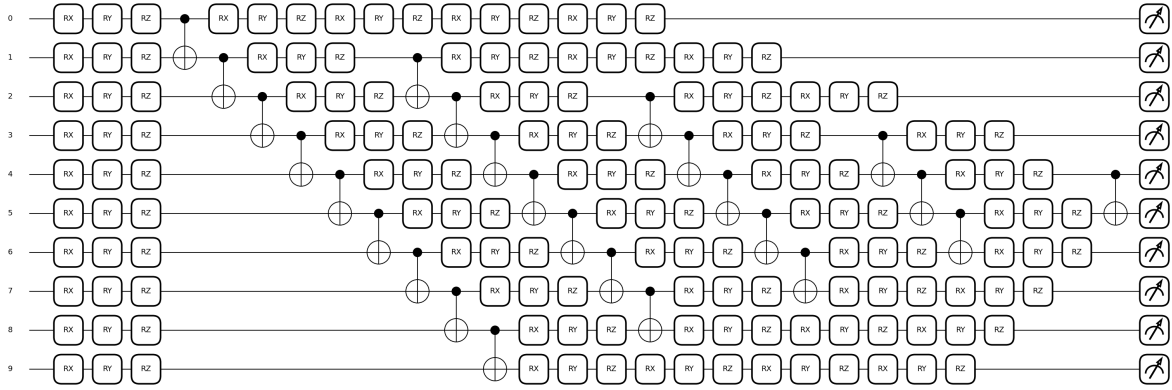 0 RX RY RZ RX RY RZ RX RY RZ RX RY RZ RX RY RZ
1 RX RY RZ RX RY RZ RX RY RZ RX RY RZ RX RY RZ
2 RX RY RZ RX RY RZ RX RY RZ RX RY RZ RX RY RZ
3 RX RY RZ RX RY RZ RX RY RZ RX RY RZ RX RY RZ
4 RX RY RZ RX RY RZ RX RY RZ RX RY RZ RX RY RZ
5 RX RY RZ RX RY RZ RX RY RZ RX RY RZ RX RY RZ
6 RX RY RZ RX RY RZ RX RY RZ RX RY RZ RX RY RZ
7 RX RY RZ RX RY RZ RX RY RZ RX RY RZ RX RY RZ
8 RX RY RZ RX RY RZ RX RY RZ RX RY RZ RX RY RZ
9 RX RY RZ RX RY RZ RX RY RZ RX RY RZ RX RY RZ